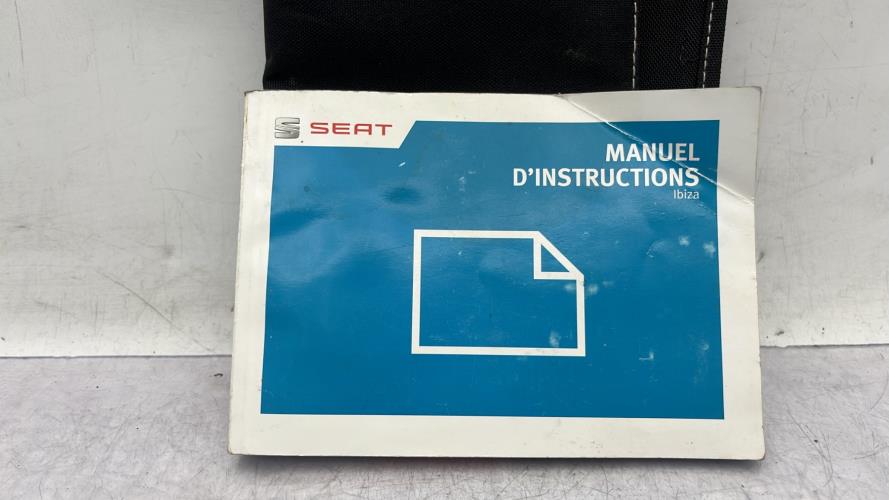 SEAT
MANUEL
D'INSTRUCTIONS
Ibiza